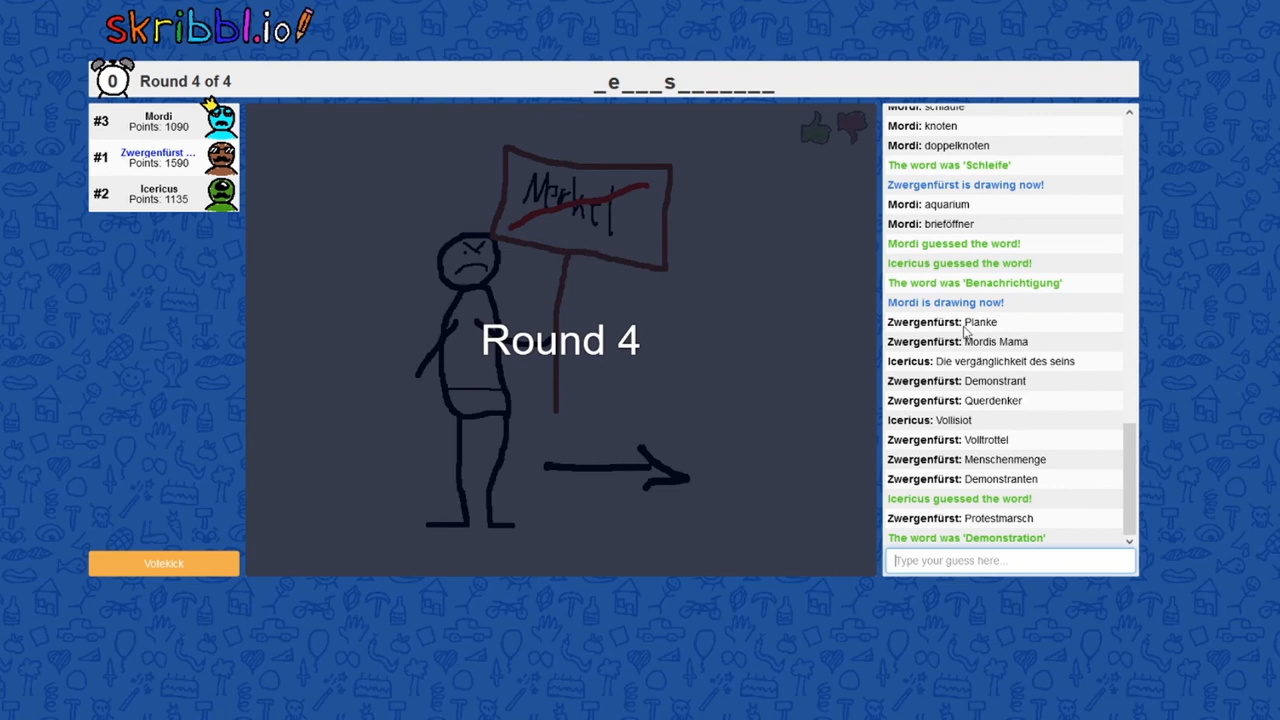 skribbl.io
0
Round 4 of 4
_e___s_______
#3
Mordi
Points: 1090
#1
Zwergenfürst ...
Points: 1590
#2
Icericus
Points: 1135
Votekick
Merkel
Round 4
Mordi: schlaufe
Mordi: knoten
Mordi: doppelknoten
The word was 'Schleife'
Zwergenfürst is drawing now!
Mordi: aquarium
Mordi: brieföffner
Mordi guessed the word!
Icericus guessed the word!
The word was 'Benachrichtigung'
Mordi is drawing now!
Zwergenfürst: Planke
Zwergenfürst: Mordis Mama
Icericus: Die vergänglichkeit des seins
Zwergenfürst: Demonstrant
Zwergenfürst: Querdenker
Icericus: Vollisiot
Zwergenfürst: Volltrottel
Zwergenfürst: Menschenmenge
Zwergenfürst: Demonstranten
Icericus guessed the word!
Zwergenfürst: Protestmarsch
The word was 'Demonstration'
Type your guess here...